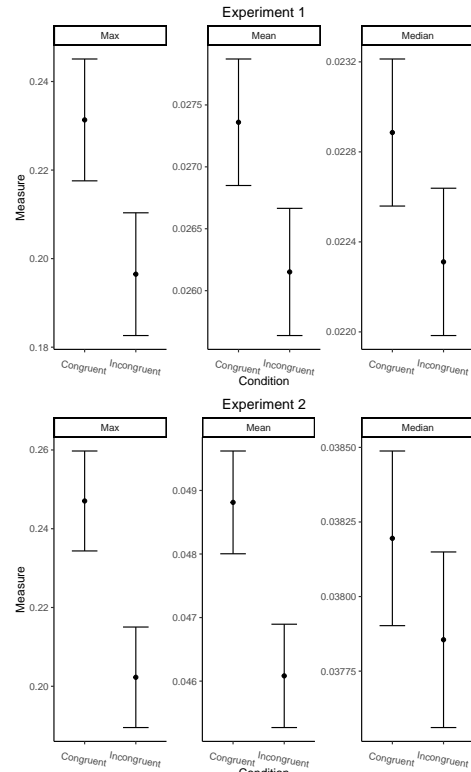 Experiment 1
Max Mean Median
Measure
0.24
0.22
0.20
0.18
0.0275
0.0270
0.0265
0.0260
0.0232
0.0228
0.0224
0.0220
Congruent Incongruent Congruent Incongruent Congruent Incongruent
Condition
Experiment 2
Max Mean Median
Measure
0.26
0.24
0.22
0.20
0.049
0.048
0.047
0.046
0.03850
0.03825
0.03800
0.03775
Congruent Incongruent Congruent Incongruent Congruent Incongruent
Condition